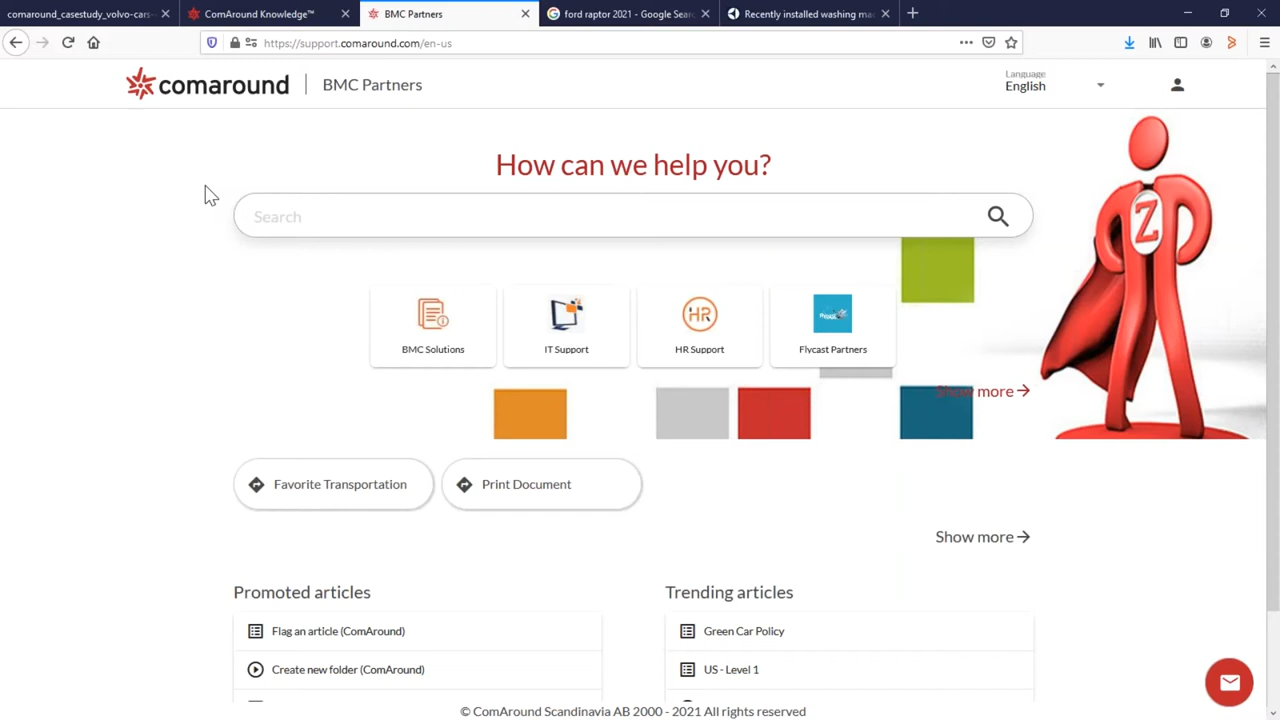 comaround_casestudy_volvo-cars-
ComAround Knowledge™
BMC Partners
ford raptor 2021 - Google Sear
Recently installed washing ma
https://support.comaround.com/en-us
comaround
BMC Partners
Language
English
How can we help you?
Search
Z
HR
BMC Solutions
IT Support
HR Support
Flycast Partners
Show more
Favorite Transportation
Print Document
Show more
Promoted articles
Trending articles
Flag an article (ComAround)
Green Car Policy
Create new folder (ComAround)
US - Level 1
© ComAround Scandinavia AB 2000 - 2021 All rights reserved